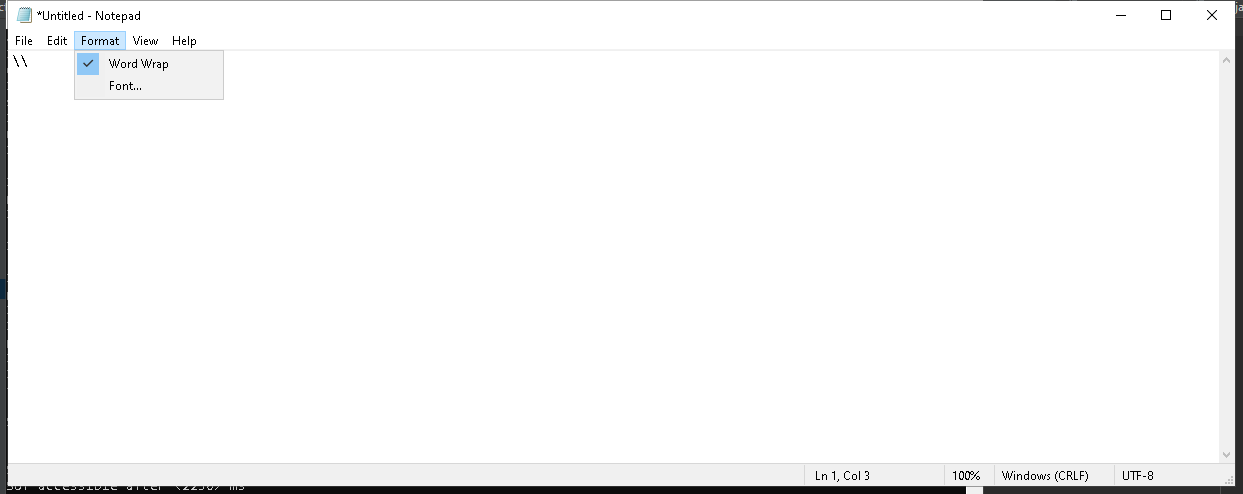 *Untitled - Notepad
File Edit Format View Help
\\
Word Wrap
Font...
Ln 1, Col 3 100% Windows (CRLF) UTF-8